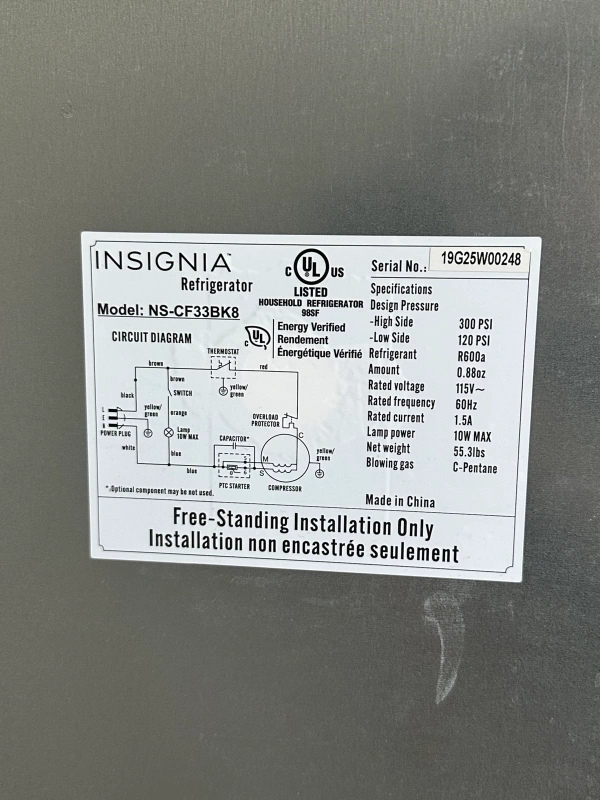 INSIGNIA™
Refrigerator
Model: NS-CF33BK8
C UL US
LISTED
HOUSEHOLD REFRIGERATOR
98SF
C UL
Energy Verified
Rendement
Énergétique Vérifié
Serial No.: 19G25W00248
Specifications
Design Pressure
-High Side 300 PSI
-Low Side 120 PSI
Refrigerant R600a
Amount 0.88oz
Rated voltage 115V~
Rated frequency 60Hz
Rated current 1.5A
Lamp power 10W MAX
Net weight 55.3lbs
Blowing gas C-Pentane
Made in China
CIRCUIT DIAGRAM
THERMOSTAT
brown
red
brown
SWITCH
yellow/
green
black
yellow/
green
orange
OVERLOAD
PROTECTOR
L
E
POWER PLUG
LAMP
10W MAX
C
white
CAPACITOR*
yellow/
green
blue
M
S
blue
PTC STARTER
COMPRESSOR
*:Optional component may be not used.
Free-Standing Installation Only
Installation non encastrée seulement